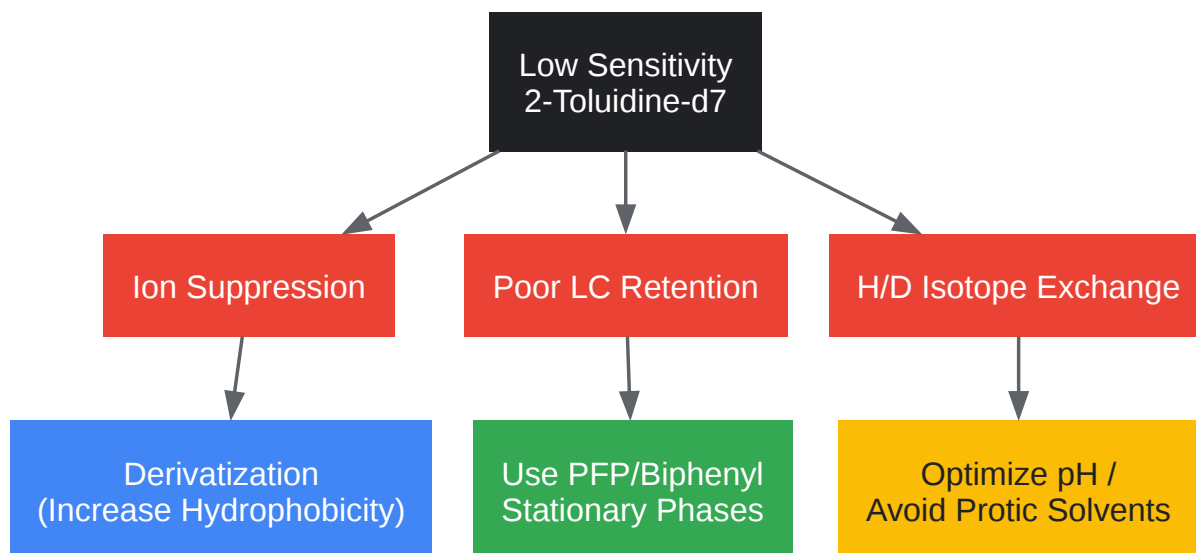 Low Sensitivity
2-Toluidine-d7
Ion Suppression
Poor LC Retention
H/D Isotope Exchange
Derivatization
(Increase Hydrophobicity)
Use PFP/Biphenyl
Stationary Phases
Optimize pH /
Avoid Protic Solvents